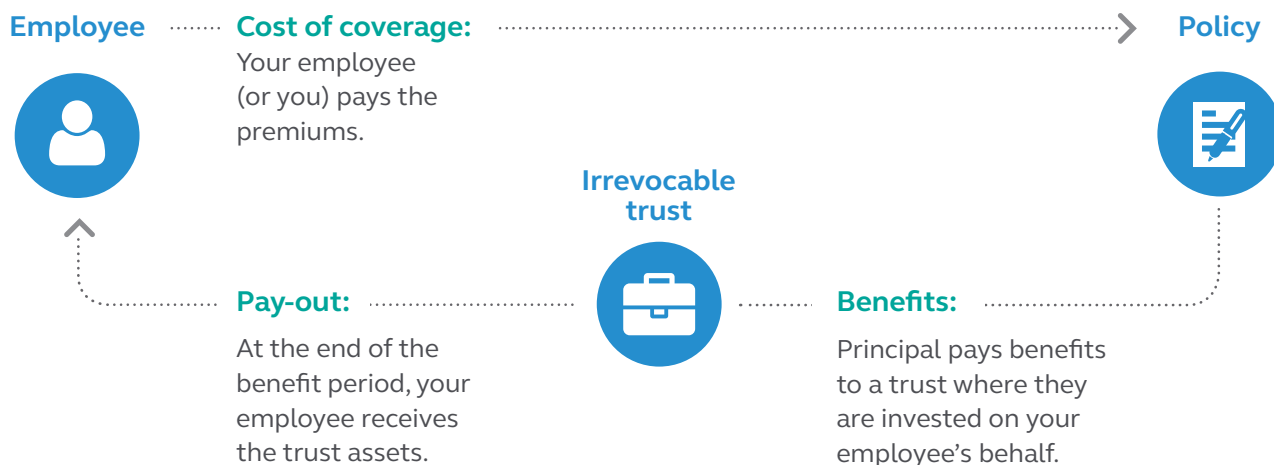 Employee
Cost of coverage:
Your employee
(or you) pays the
premiums.
Policy
Irrevocable
trust
Pay-out:
At the end of the
benefit period, your
employee receives
the trust assets.
Benefits:
Principal pays benefits
to a trust where they
are invested on your
employee's behalf.